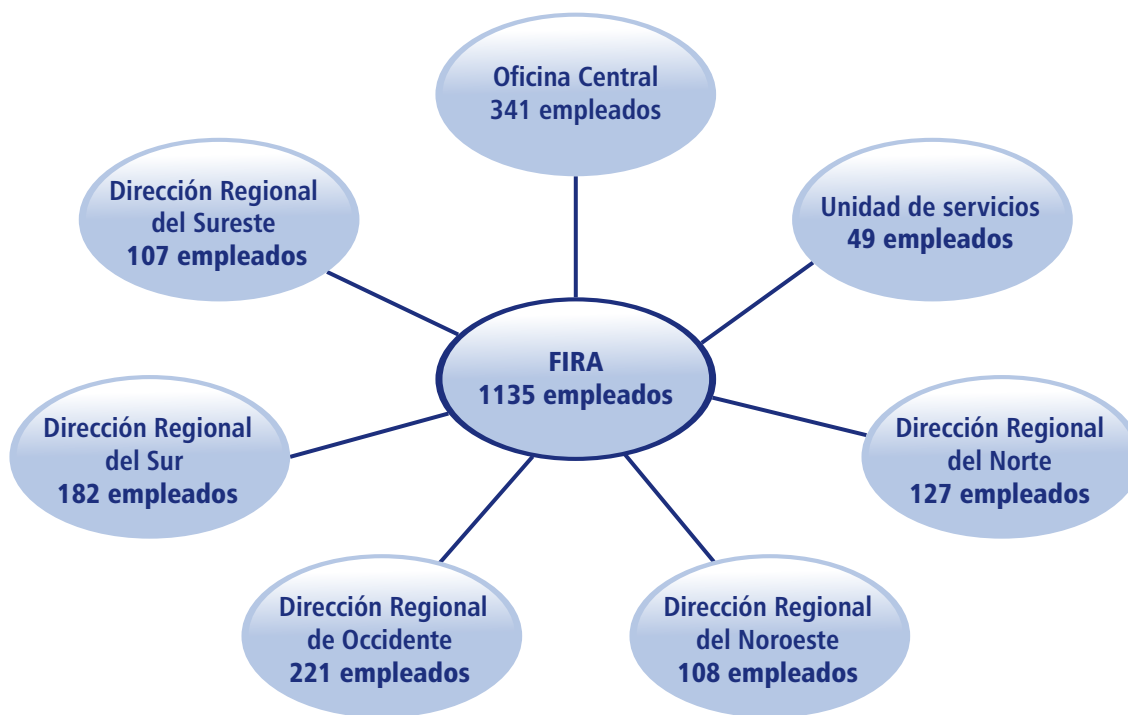 Oficina Central
341 empleados
Dirección Regional
del Sureste
107 empleados
Unidad de servicios
49 empleados
FIRA
1135 empleados
Dirección Regional
del Sur
182 empleados
Dirección Regional
del Norte
127 empleados
Dirección Regional
de Occidente
221 empleados
Dirección Regional
del Noroeste
108 empleados